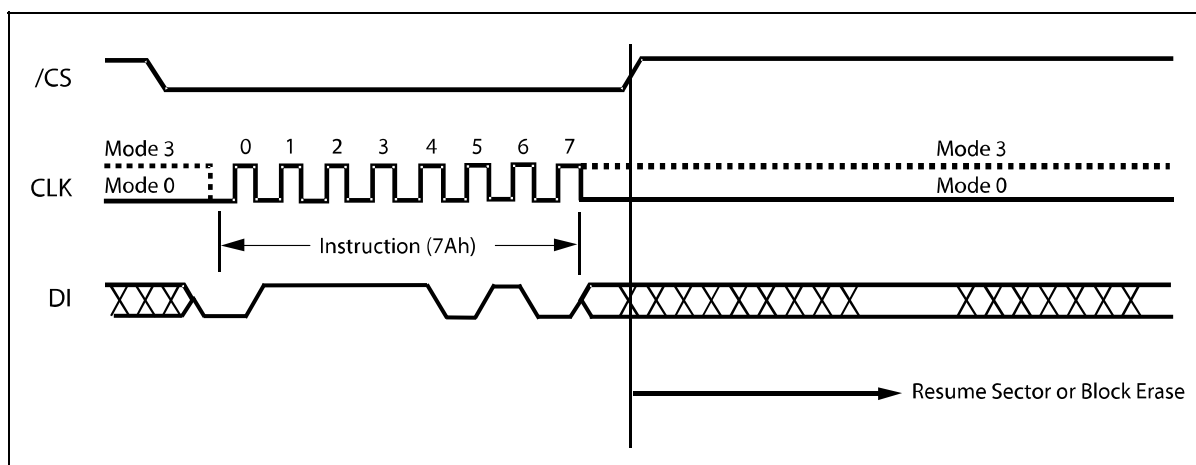 /CS
Mode 3
0 1 2 3 4 5 6 7
Mode 3
CLK
Mode 0
Mode 0
Instruction (7Ah)
DI
Resume Sector or Block Erase